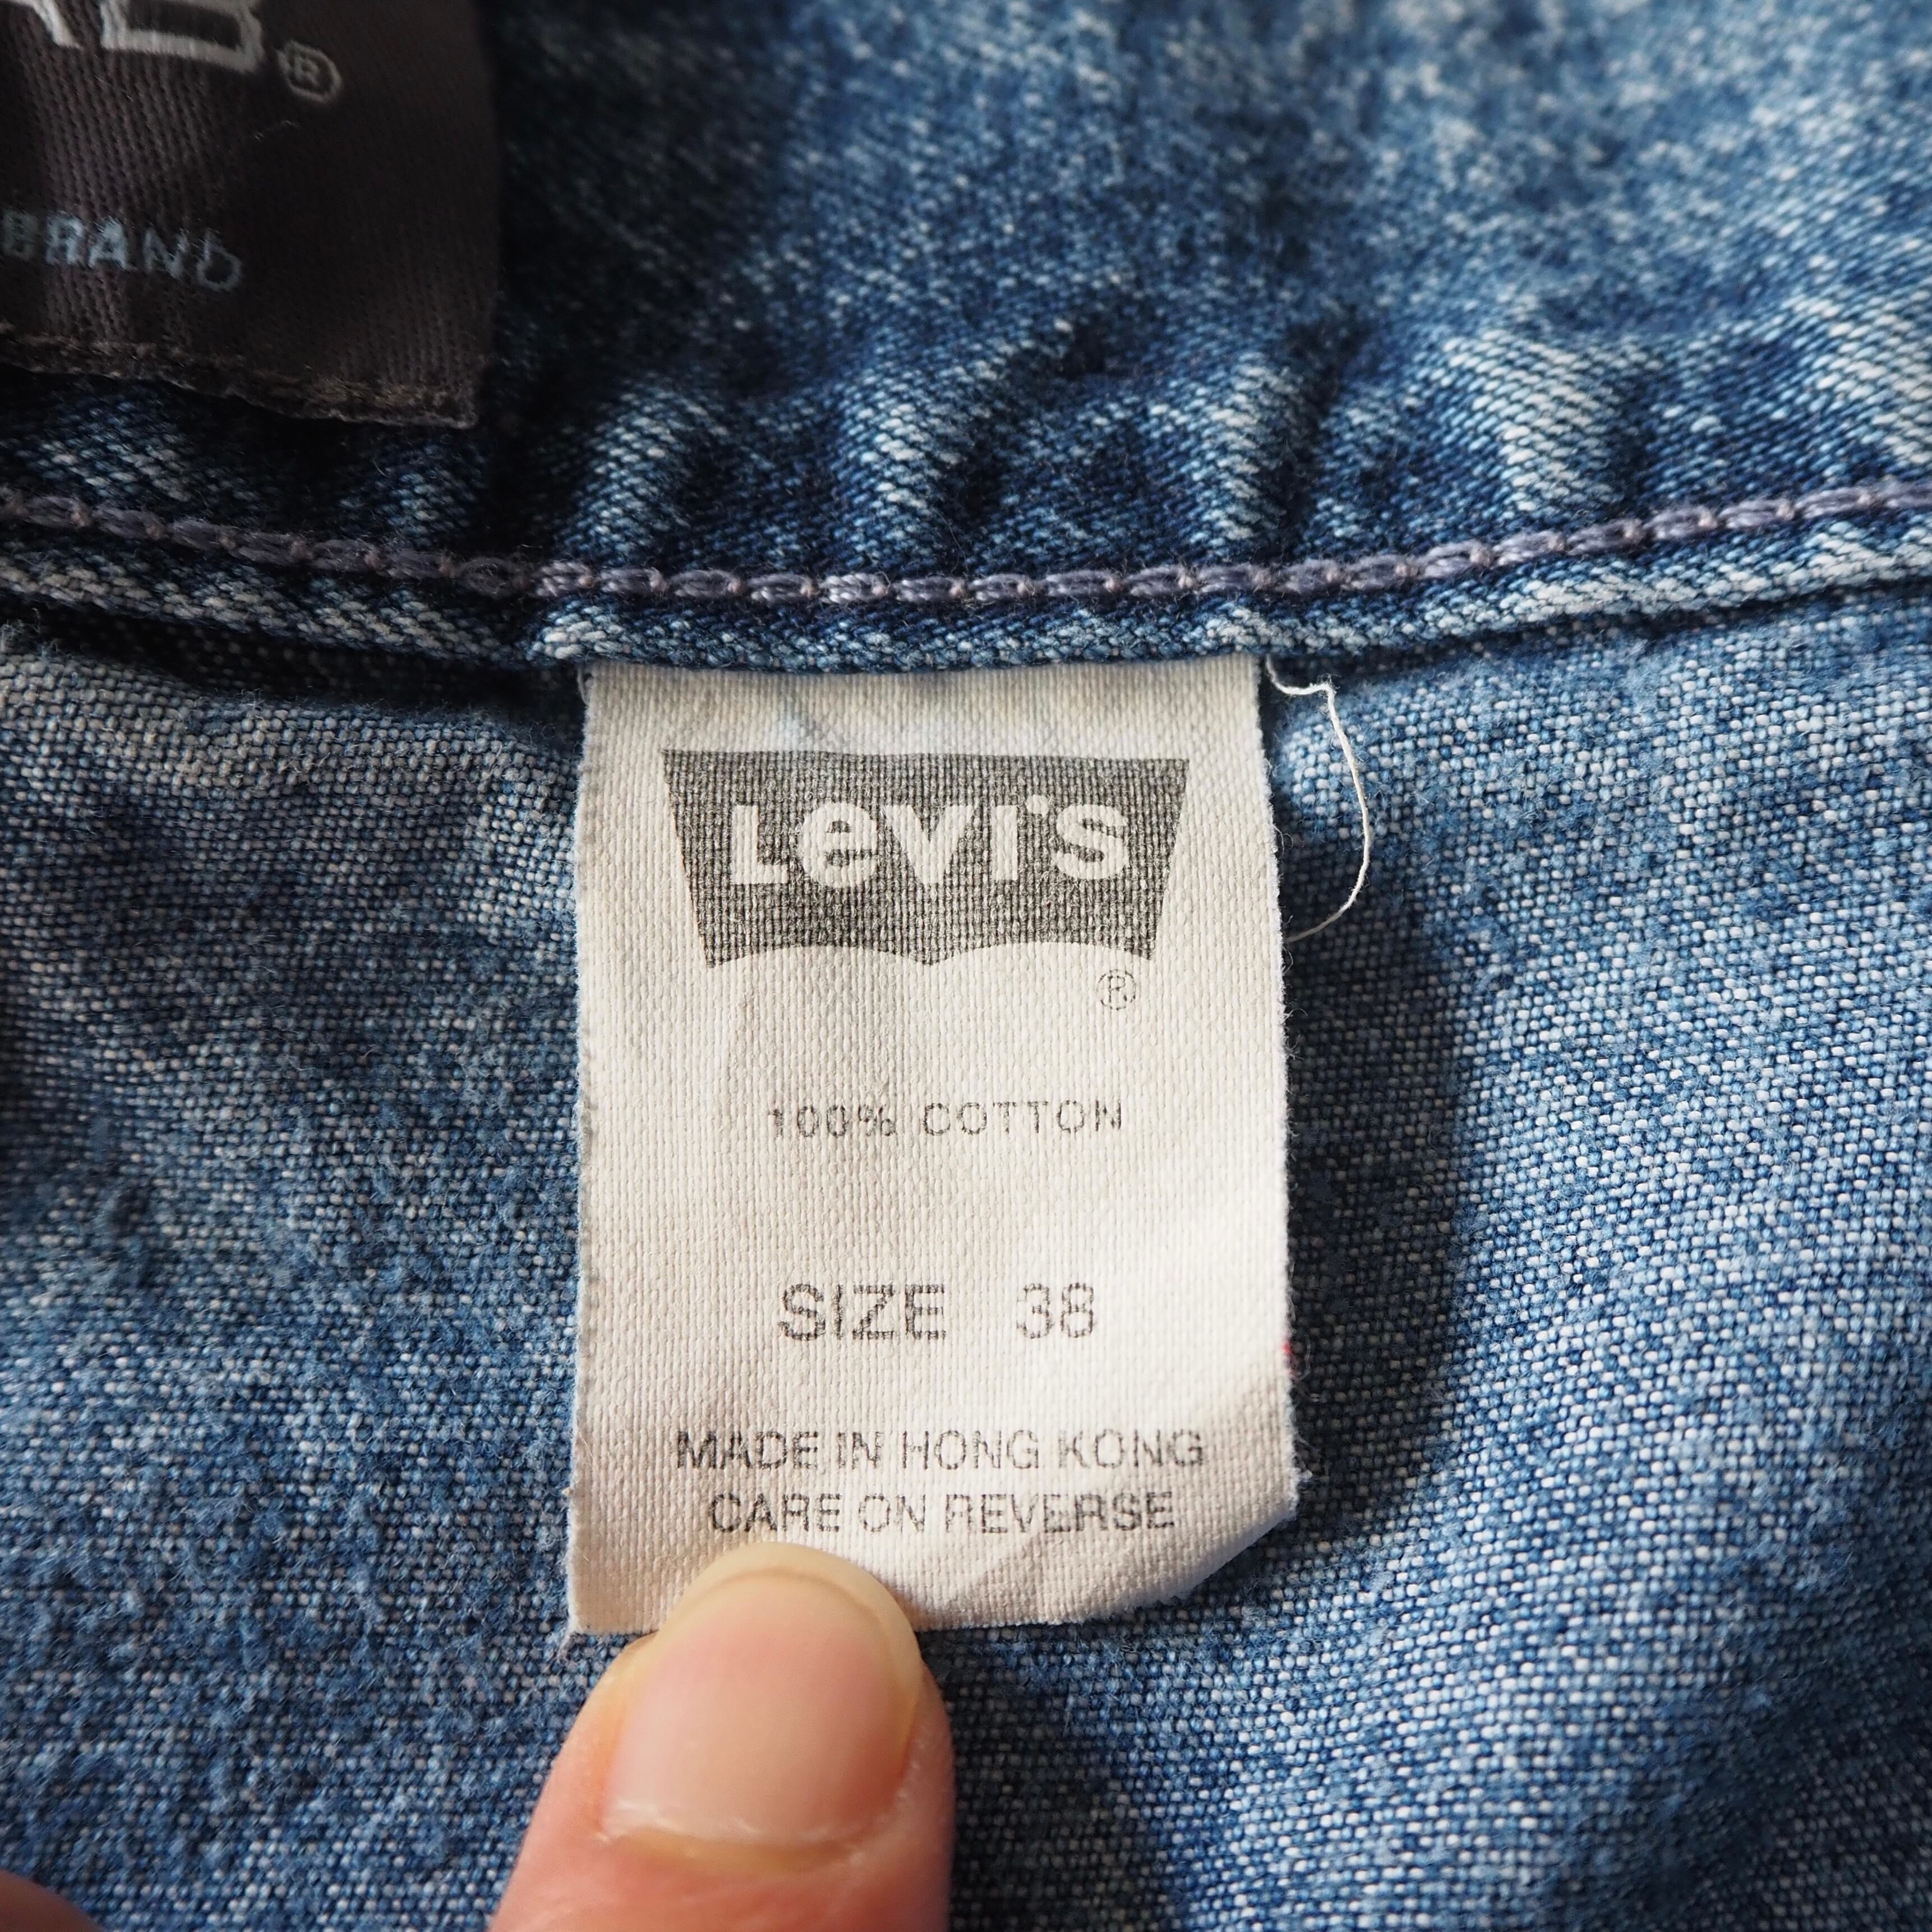 ®
BRAND
Levi's
®
100% COTTON
SIZE 38
MADE IN HONG KONG
CARE ON REVERSE